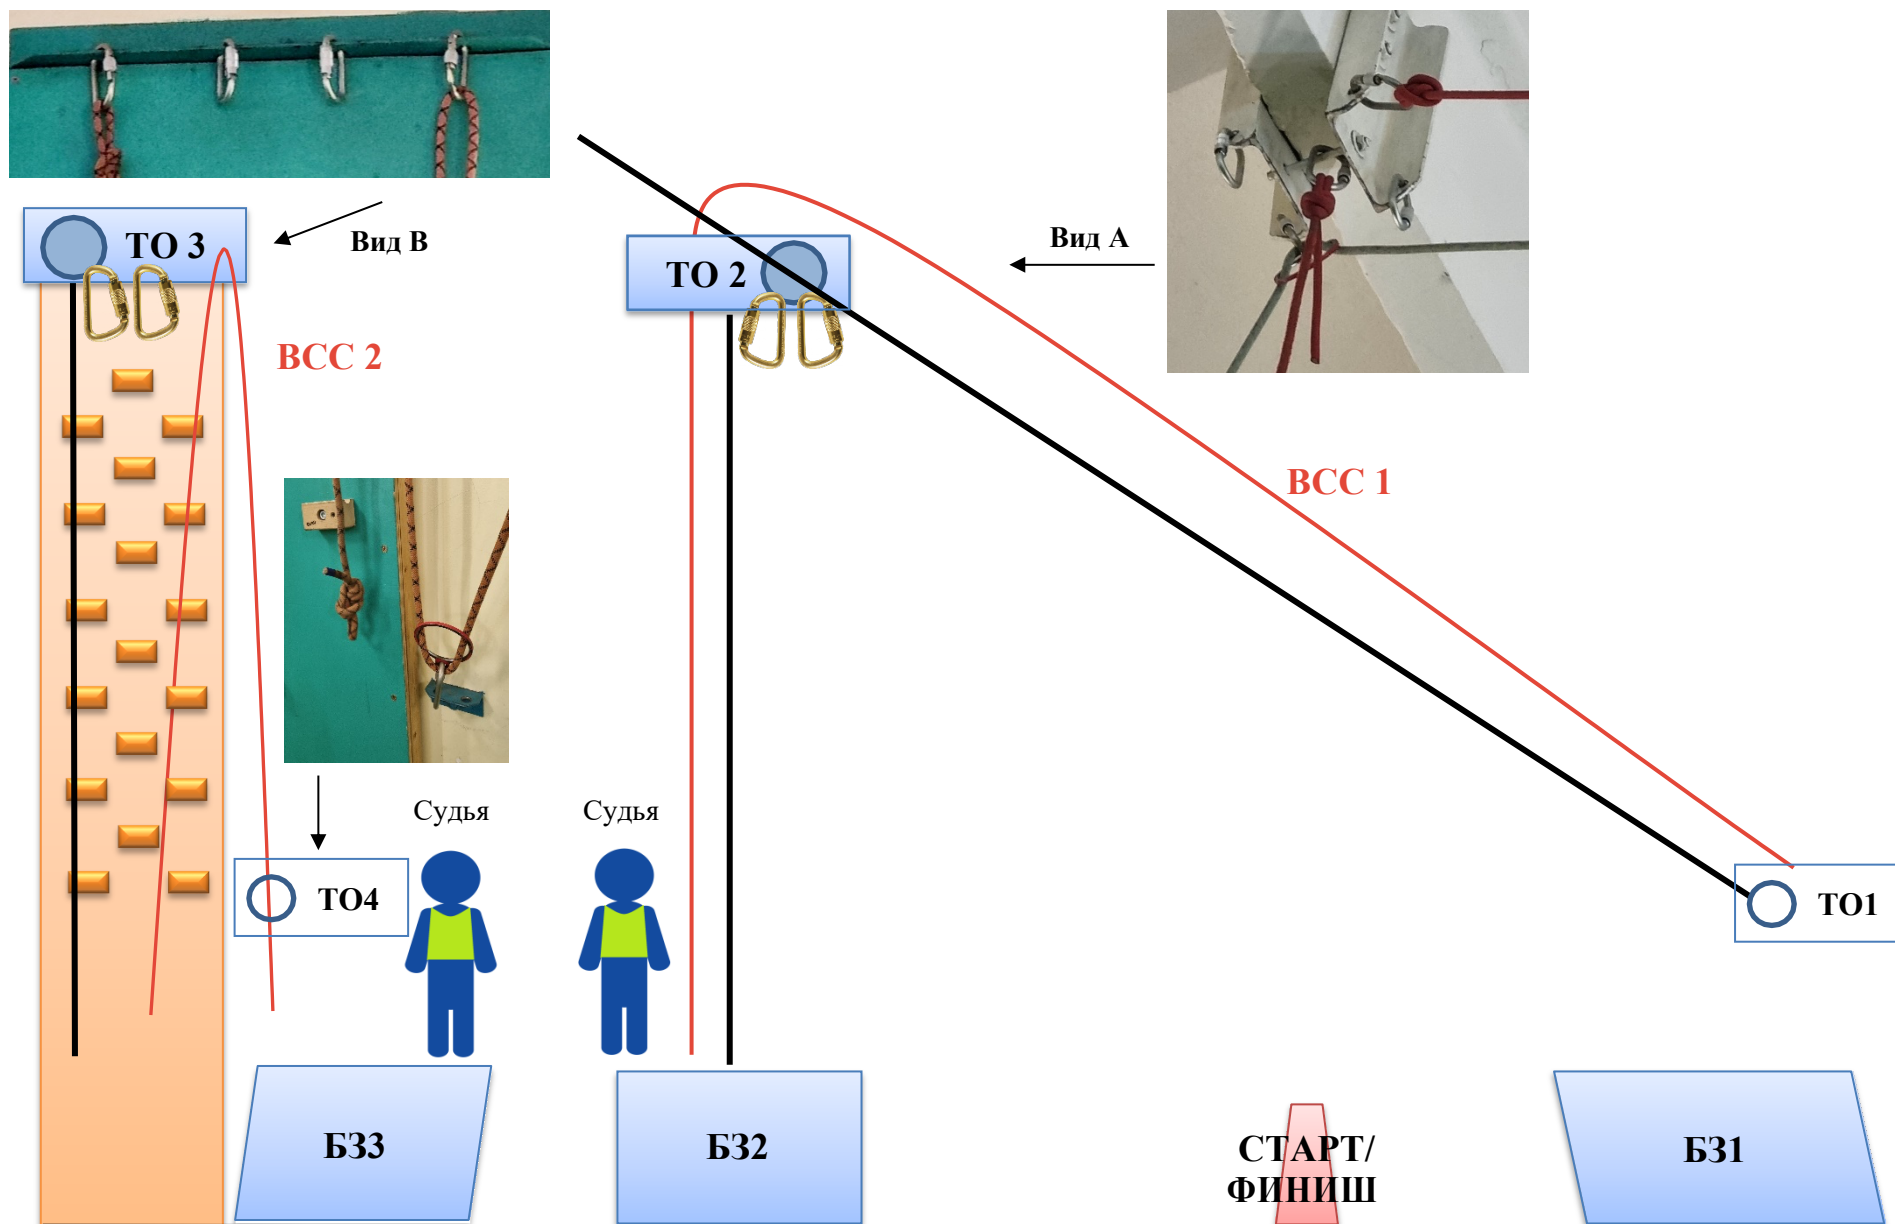 ТО 3
Вид В
ТО 2
Вид А
ВСС 2
ВСС 1
Судья
Судья
ТО4
ТО1
БЗ3
БЗ2
СТАРТ/
ФИНИШ
БЗ1